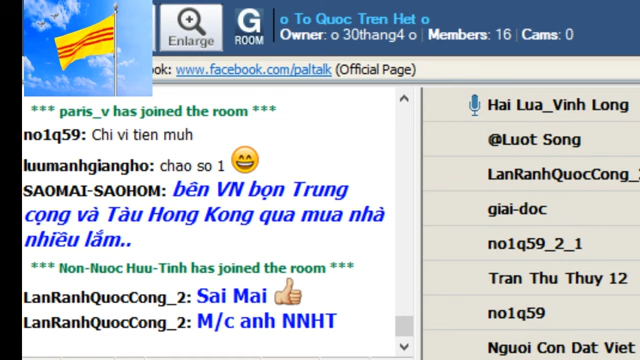 Enlarge
G
ROOM
o To Quoc Tren Het o
Owner: o 30thang4 o Members: 16 Cams: 0
ook: www.facebook.com/paltalk (Official Page)
*** paris_v has joined the room ***
no1q59: Chi vi tien muh
luumanhgiangho: chao so 1
SAOMAI-SAOHOM: bên VN bọn Trung
cọng và Tàu Hong Kong qua mua nhà
nhiều lắm..
*** Non-Nuoc Huu-Tinh has joined the room ***
LanRanhQuocCong_2: Sai Mai
LanRanhQuocCong_2: M/c anh NNHT
Hai Lua_Vinh Long
@Luot Song
LanRanhQuocCong_2
giai-doc
no1q59_2_1
Tran Thu Thuy 12
no1q59
Nguoi Con Dat Viet